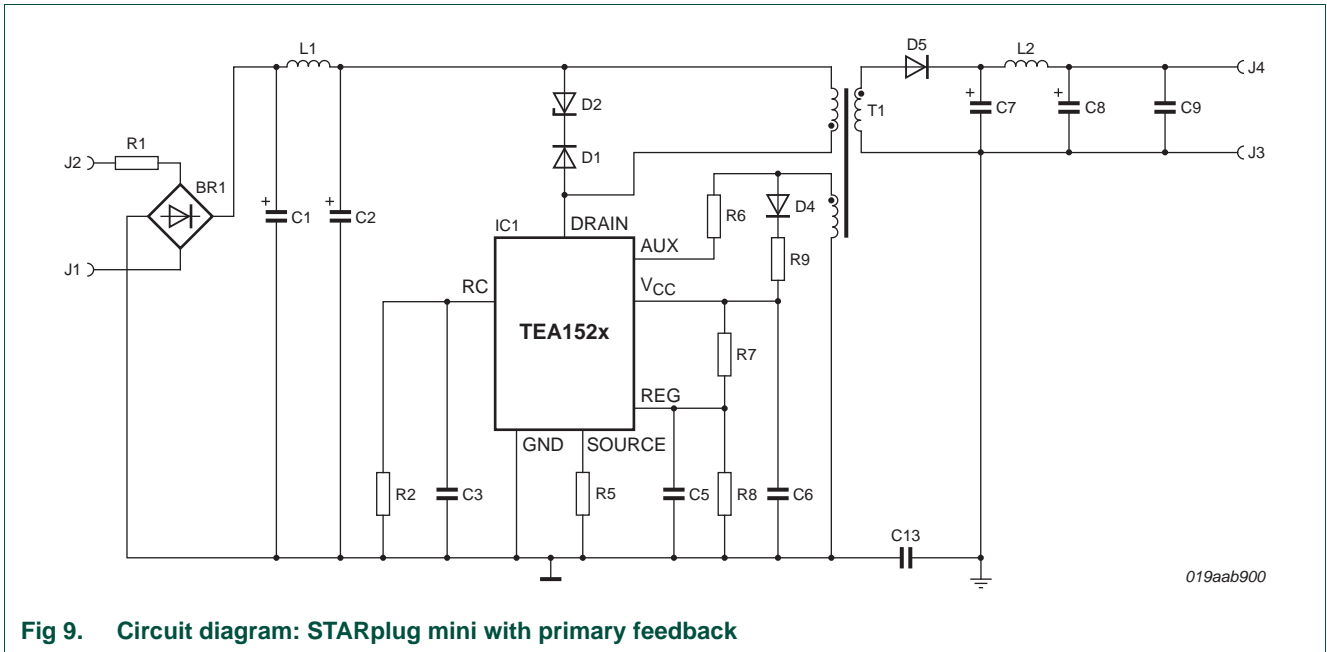 L1
D5
L2
J4
D2
T1
C7
C8
C9
+
+
R1
J2
D1
J3
BR1
+
+
C1
C2
R6
D4
IC1
DRAIN
AUX
R9
J1
RC
VCC
TEA152x
R7
REG
GND
SOURCE
R2
C3
R5
C5
R8
C6
C13
019aab900
Fig 9. Circuit diagram: STARplug mini with primary feedback